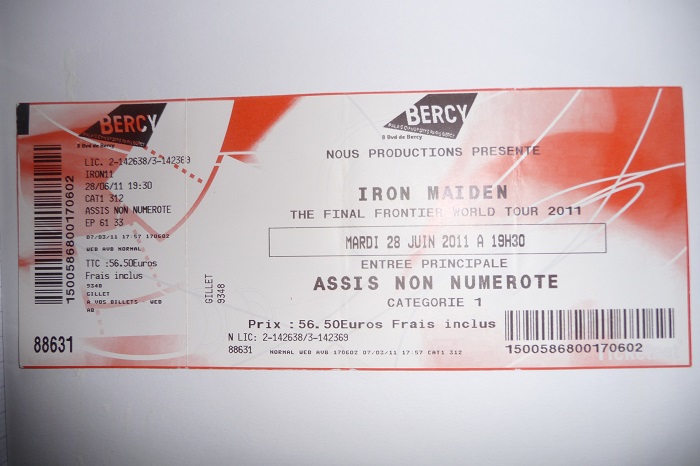 BERCY
8 Bvd de Bercy
LIC. 2-142638/3-142369
IRON11
28/06/11 19:30
CAT1 312
ASSIS NON NUMEROTE
EP 61 33
07/03/11 17:57 170602
WEB AVB NORMAL
TTC :56.50Euros
Frais inclus
9348
GILLET
A VOS BILLETS - WEB
AB
88631
1500586800170602
GILLET
9348
BERCY
8 Bvd de Bercy
NOUS PRODUCTIONS PRESENTE
IRON MAIDEN
THE FINAL FRONTIER WORLD TOUR 2011
MARDI 28 JUIN 2011 A 19H30
ENTREE PRINCIPALE
ASSIS NON NUMEROTE
CATEGORIE 1
Prix :56.50Euros Frais inclus
N LIC: 2-142638/3-142369
88631 NORMAL WEB AVB 170602 07/03/11 17:57 CAT1 312
1500586800170602